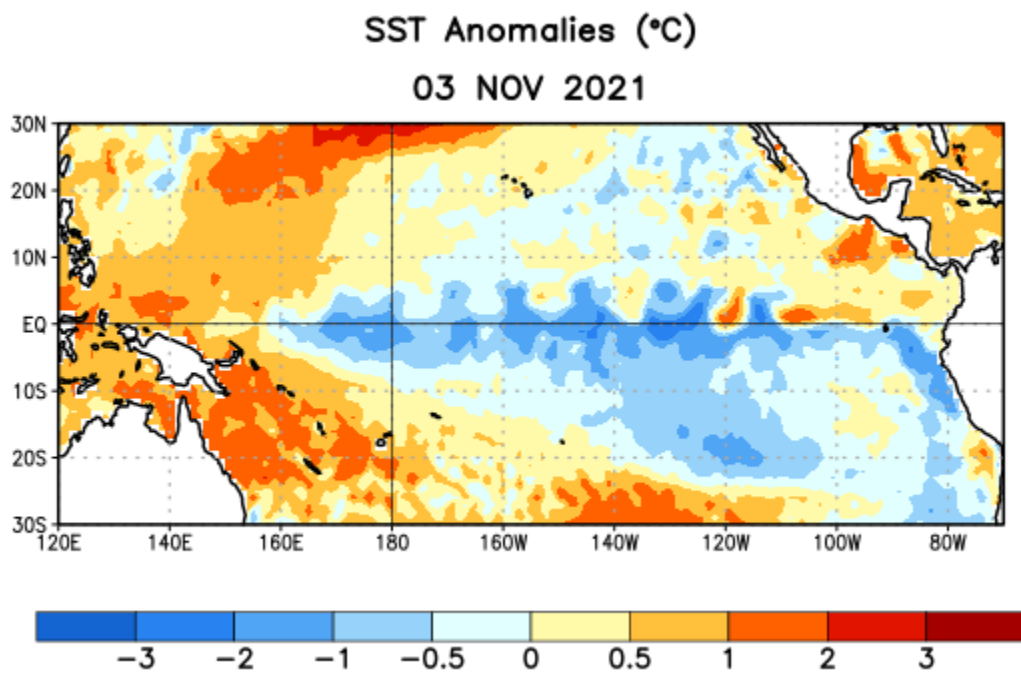 SST Anomalies (°C)
03 NOV 2021
30N
20N
10N
EQ
10S
20S
30S
120E 140E 160E 180 160W 140W 120W 100W 80W
−3 −2 −1 −0.5 0 0.5 1 2 3